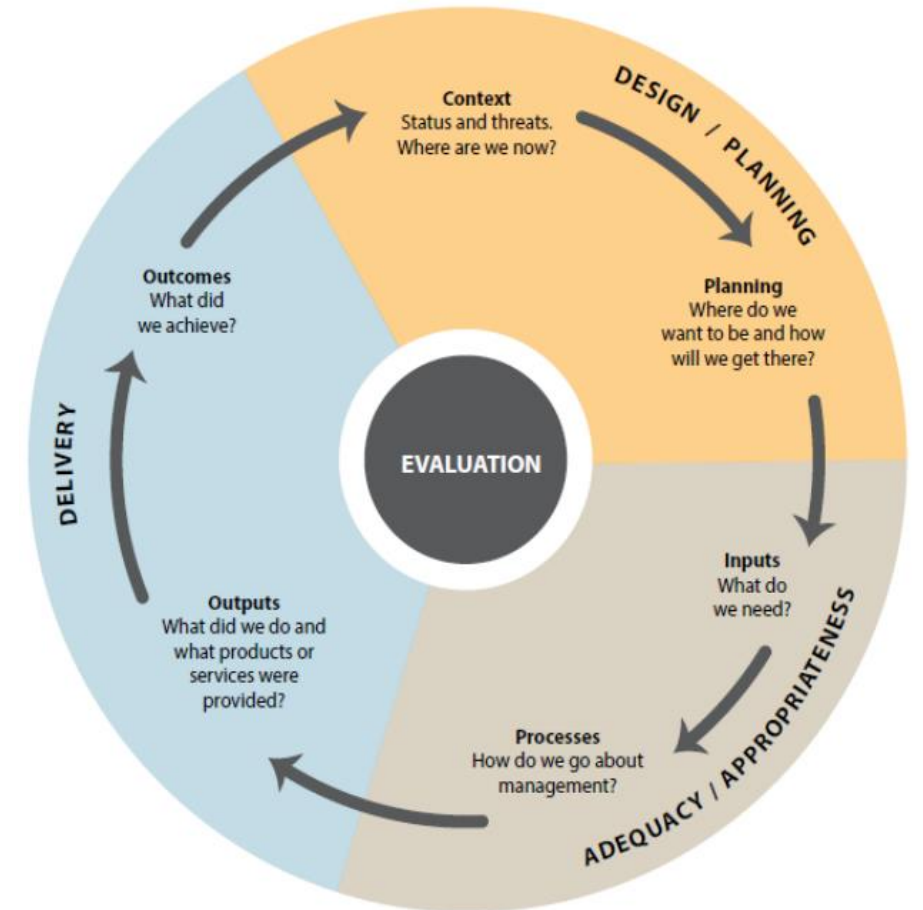 DESIGN / PLANNING
Context
Status and threats.
Where are we now?
Planning
Where do we
want to be and how
will we get there?
Inputs
What do
we need?
ADEQUACY / APPROPRIATENESS
Processes
How do we go about
management?
Outputs
What did we do and
what products or
services were
provided?
DELIVERY
Outcomes
What did
we achieve?
EVALUATION